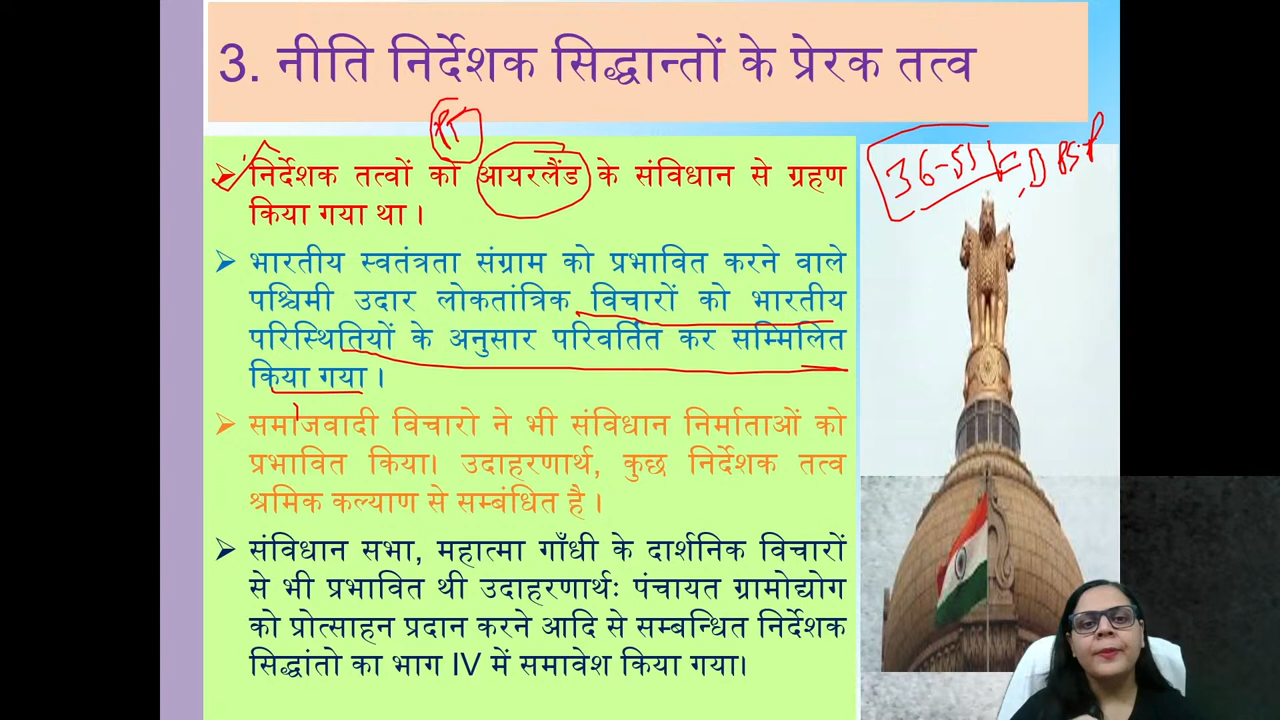 3. नीति निर्देशक सिद्धान्तों के प्रेरक तत्व
PT
36-51 = DPSP
➢ निर्देशक तत्वों को आयरलैंड के संविधान से ग्रहण
किया गया था।
➢ भारतीय स्वतंत्रता संग्राम को प्रभावित करने वाले
पश्चिमी उदार लोकतांत्रिक विचारों को भारतीय
परिस्थितियों के अनुसार परिवर्तित कर सम्मिलित
किया गया।
➢ समाजवादी विचारो ने भी संविधान निर्माताओं को
प्रभावित किया। उदाहरणार्थ, कुछ निर्देशक तत्व
श्रमिक कल्याण से सम्बंधित है।
➢ संविधान सभा, महात्मा गाँधी के दार्शनिक विचारों
से भी प्रभावित थी उदाहरणार्थः पंचायत ग्रामोद्योग
को प्रोत्साहन प्रदान करने आदि से सम्बन्धित निर्देशक
सिद्धांतो का भाग IV में समावेश किया गया।